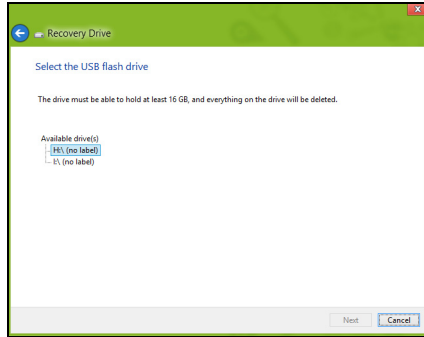 Recovery Drive
Select the USB flash drive
The drive must be able to hold at least 16 GB, and everything on the drive will be deleted.
Available drive(s)
H:\ (no label)
I:\ (no label)
Next
Cancel